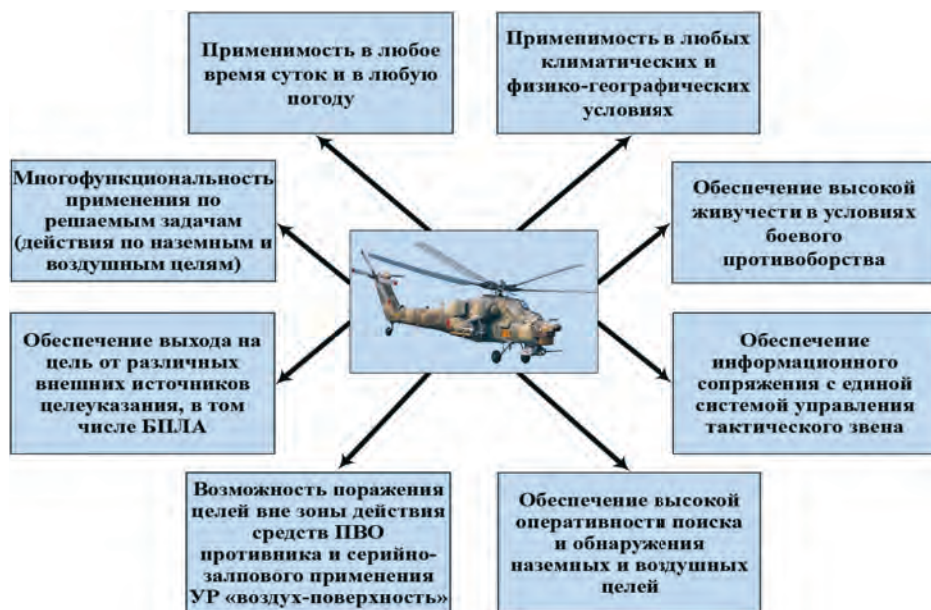 Применимость в любое
время суток и в любую
погоду
Применимость в любых
климатических и
физико-географических
условиях
Многофункциональность
применения по
решаемым задачам
(действия по наземным и
воздушным целям)
Обеспечение высокой
живучести в условиях
боевого
противоборства
Обеспечение выхода на
цель от различных
внешних источников
целеуказания, в том
числе БПЛА
Обеспечение
информационного
сопряжения с единой
системой управления
тактического звена
Возможность поражения
целей вне зоны действия
средств ПВО
противника и серийно-
залпового применения
УР «воздух-поверхность»
Обеспечение высокой
оперативности поиска
и обнаружения
наземных и воздушных
целей